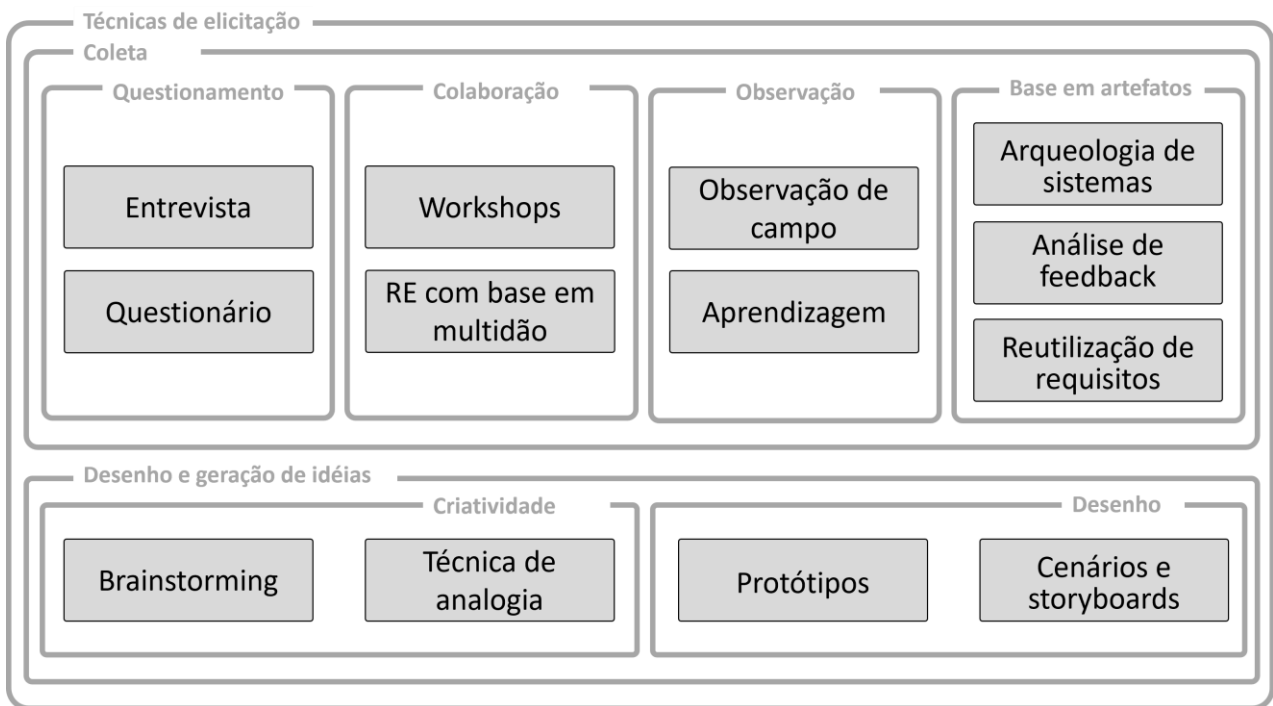 Técnicas de elicitação
Coleta
Questionamento
Entrevista
Questionário
Colaboração
Workshops
RE com base em
multidão
Observação
Observação de
campo
Aprendizagem
Base em artefatos
Arqueologia de
sistemas
Análise de
feedback
Reutilização de
requisitos
Desenho e geração de idéias
Criatividade
Brainstorming
Técnica de
analogia
Desenho
Protótipos
Cenários e
storyboards